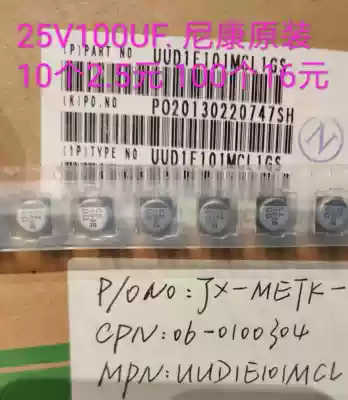 25V100UF 尼康原装
(P)PART NO UUD1E101MCL1GS
10个2.5元 100个16元
(K)PO.NO PO20130220747SH
(1P)TYPE NO UUD1E101MCL1GS
P/ONO:JX-METK-
CPN:06-0100304
MPN:UUD1E101MCL